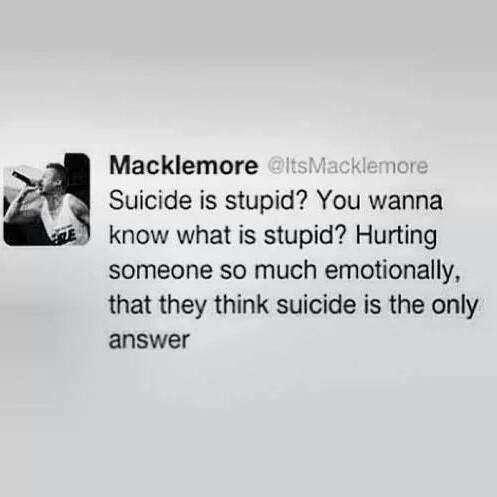 Macklemore @ItsMacklemore
Suicide is stupid? You wanna
know what is stupid? Hurting
someone so much emotionally,
that they think suicide is the only
answer